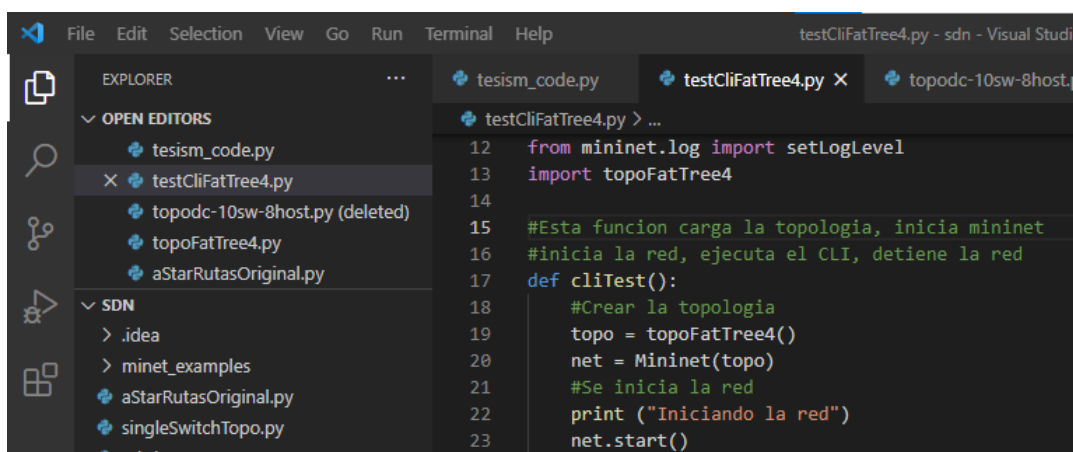 File Edit Selection View Go Run Terminal Help testCliFatTree4.py - sdn - Visual Studi
EXPLORER ...
OPEN EDITORS
tesism_code.py
testCliFatTree4.py
topodc-10sw-8host.py (deleted)
topoFatTree4.py
aStarRutasOriginal.py
SDN
.idea
minet_examples
aStarRutasOriginal.py
singleSwitchTopo.py
tesism_code.py testCliFatTree4.py topodc-10sw-8host.
testCliFatTree4.py > ...
12 from mininet.log import setLogLevel
13 import topoFatTree4
14
15 #Esta funcion carga la topologia, inicia mininet
16 #inicia la red, ejecuta el CLI, detiene la red
17 def cliTest():
18 #Crear la topologia
19 topo = topoFatTree4()
20 net = Mininet(topo)
21 #Se inicia la red
22 print ("Iniciando la red")
23 net.start()